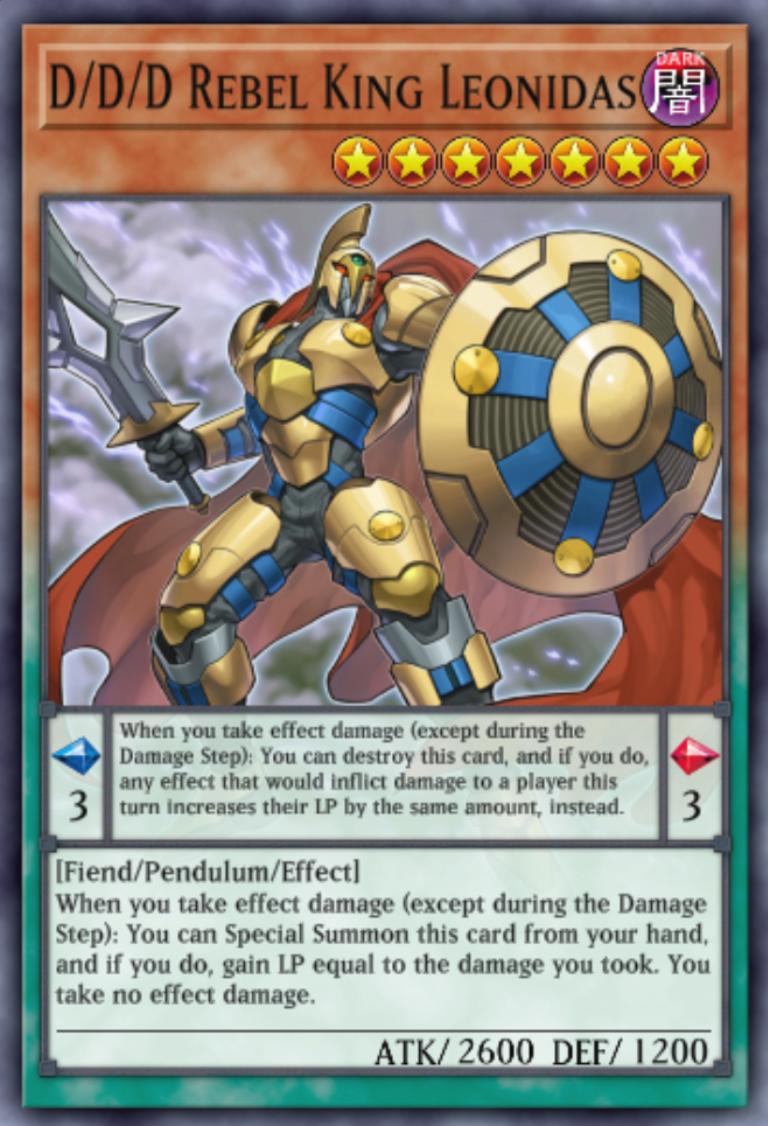 D/D/D REBEL KING LEONIDAS
DARK
闇
When you take effect damage (except during the
Damage Step): You can destroy this card, and if you do,
any effect that would inflict damage to a player this
turn increases their LP by the same amount, instead.
3
3
[Fiend/Pendulum/Effect]
When you take effect damage (except during the Damage
Step): You can Special Summon this card from your hand,
and if you do, gain LP equal to the damage you took. You
take no effect damage.
ATK/ 2600 DEF/ 1200